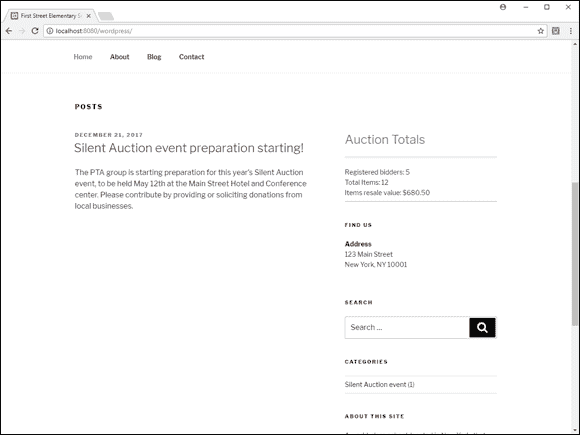 First Street Elementary S
localhost:8080/wordpress/
Home About Blog Contact
POSTS
DECEMBER 21, 2017
Silent Auction event preparation starting!
The PTA group is starting preparation for this year's Silent Auction
event, to be held May 12th at the Main Street Hotel and Conference
center. Please contribute by providing or soliciting donations from
local businesses.
Auction Totals
Registered bidders: 5
Total Items: 12
Items resale value: $680.50
FIND US
Address
123 Main Street
New York, NY 10001
SEARCH
Search …
CATEGORIES
Silent Auction event (1)
ABOUT THIS SITE